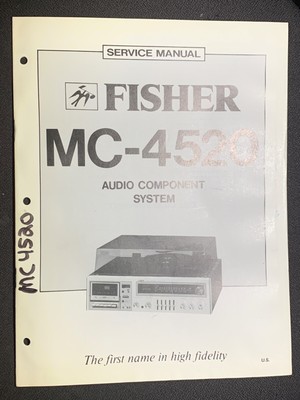 SERVICE MANUAL
FISHER
MC-4520
AUDIO COMPONENT
SYSTEM
MC 4520
The first name in high fidelity